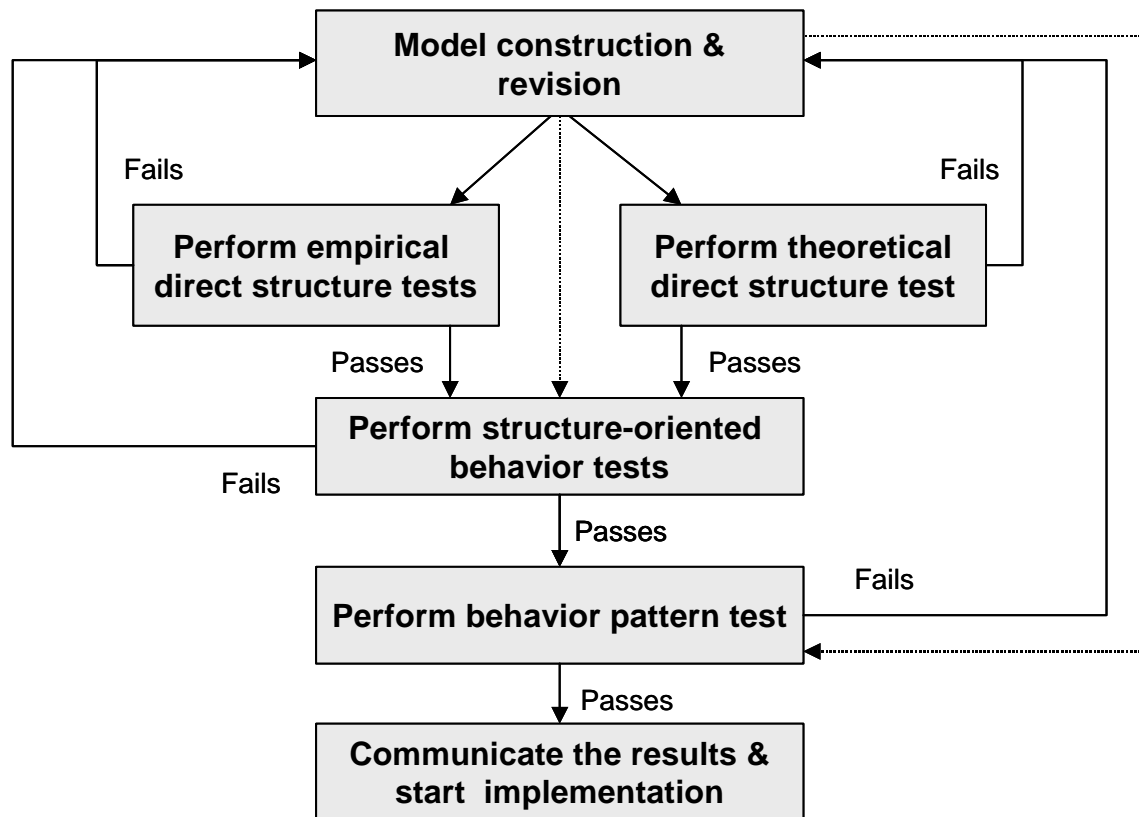 Model construction &
revision
Fails
Fails
Perform empirical
direct structure tests
Perform theoretical
direct structure test
Passes
Passes
Perform structure-oriented
behavior tests
Fails
Passes
Fails
Perform behavior pattern test
Passes
Communicate the results &
start implementation